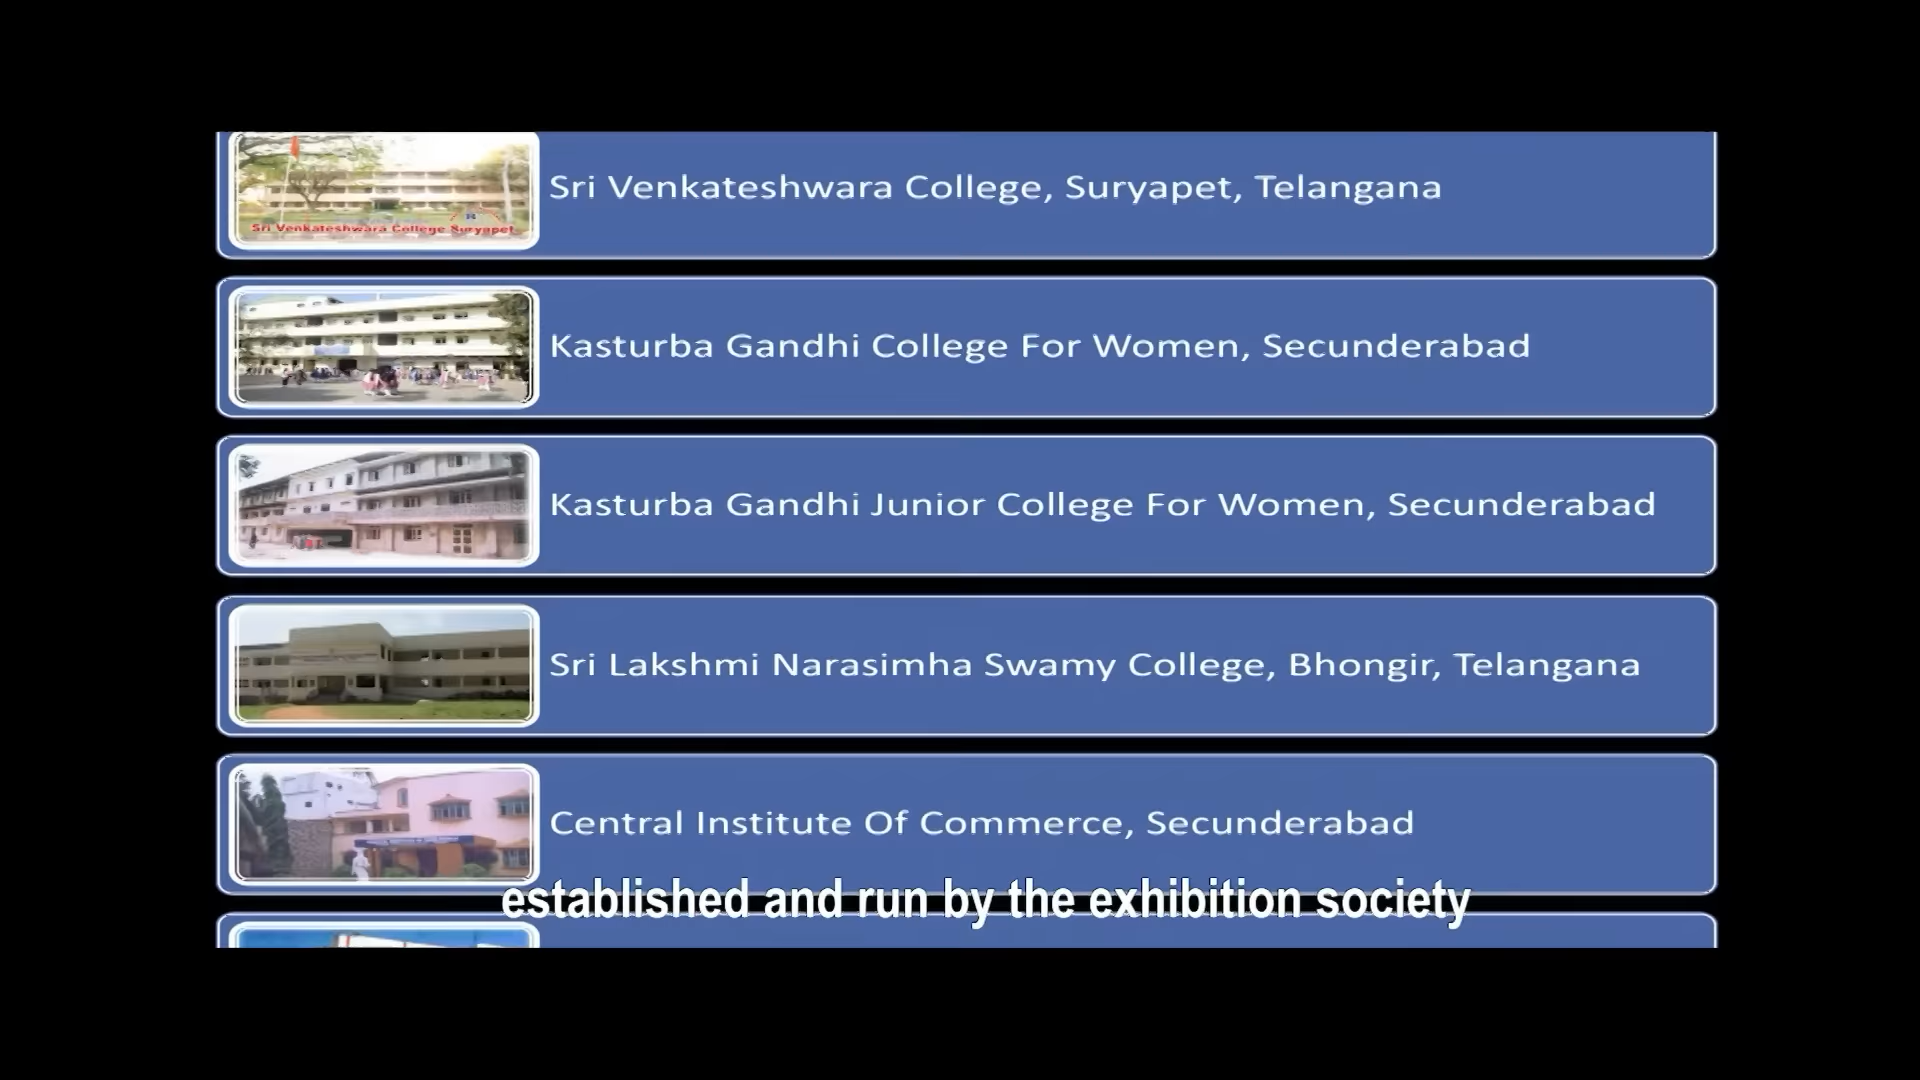 Sri Venkateshwara College, Suryapet, Telangana
Sri Venkateshwara College Suryapet
Kasturba Gandhi College For Women, Secunderabad
Kasturba Gandhi Junior College For Women, Secunderabad
Sri Lakshmi Narasimha Swamy College, Bhongir, Telangana
Central Institute Of Commerce, Secunderabad
established and run by the exhibition society